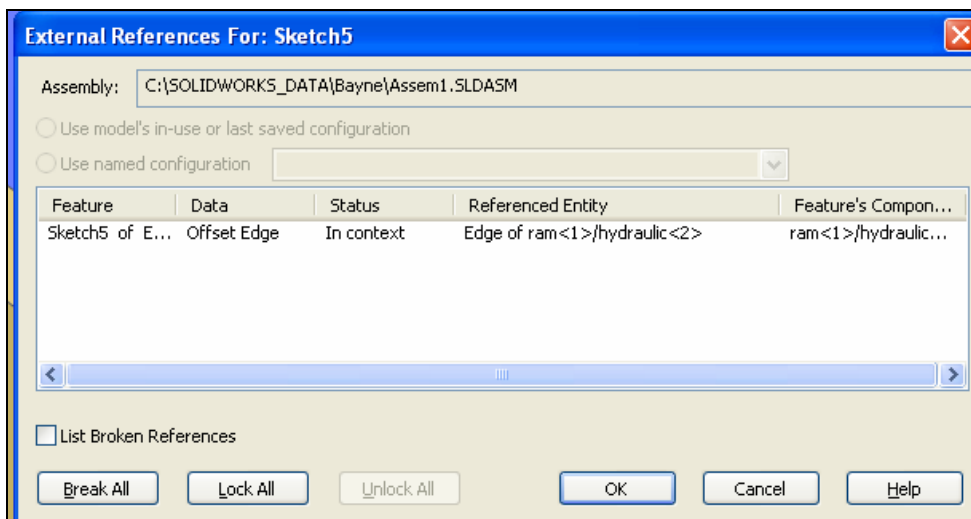 External References For: Sketch5
Assembly: C:\SOLIDWORKS_DATA\Bayne\Assem1.SLDASM
Use model's in-use or last saved configuration
Use named configuration
Feature Data Status Referenced Entity Feature's Compon...
Sketch5 of E... Offset Edge In context Edge of ram<1>/hydraulic<2> ram<1>/hydraulic...
List Broken References
Break All Lock All Unlock All OK Cancel Help